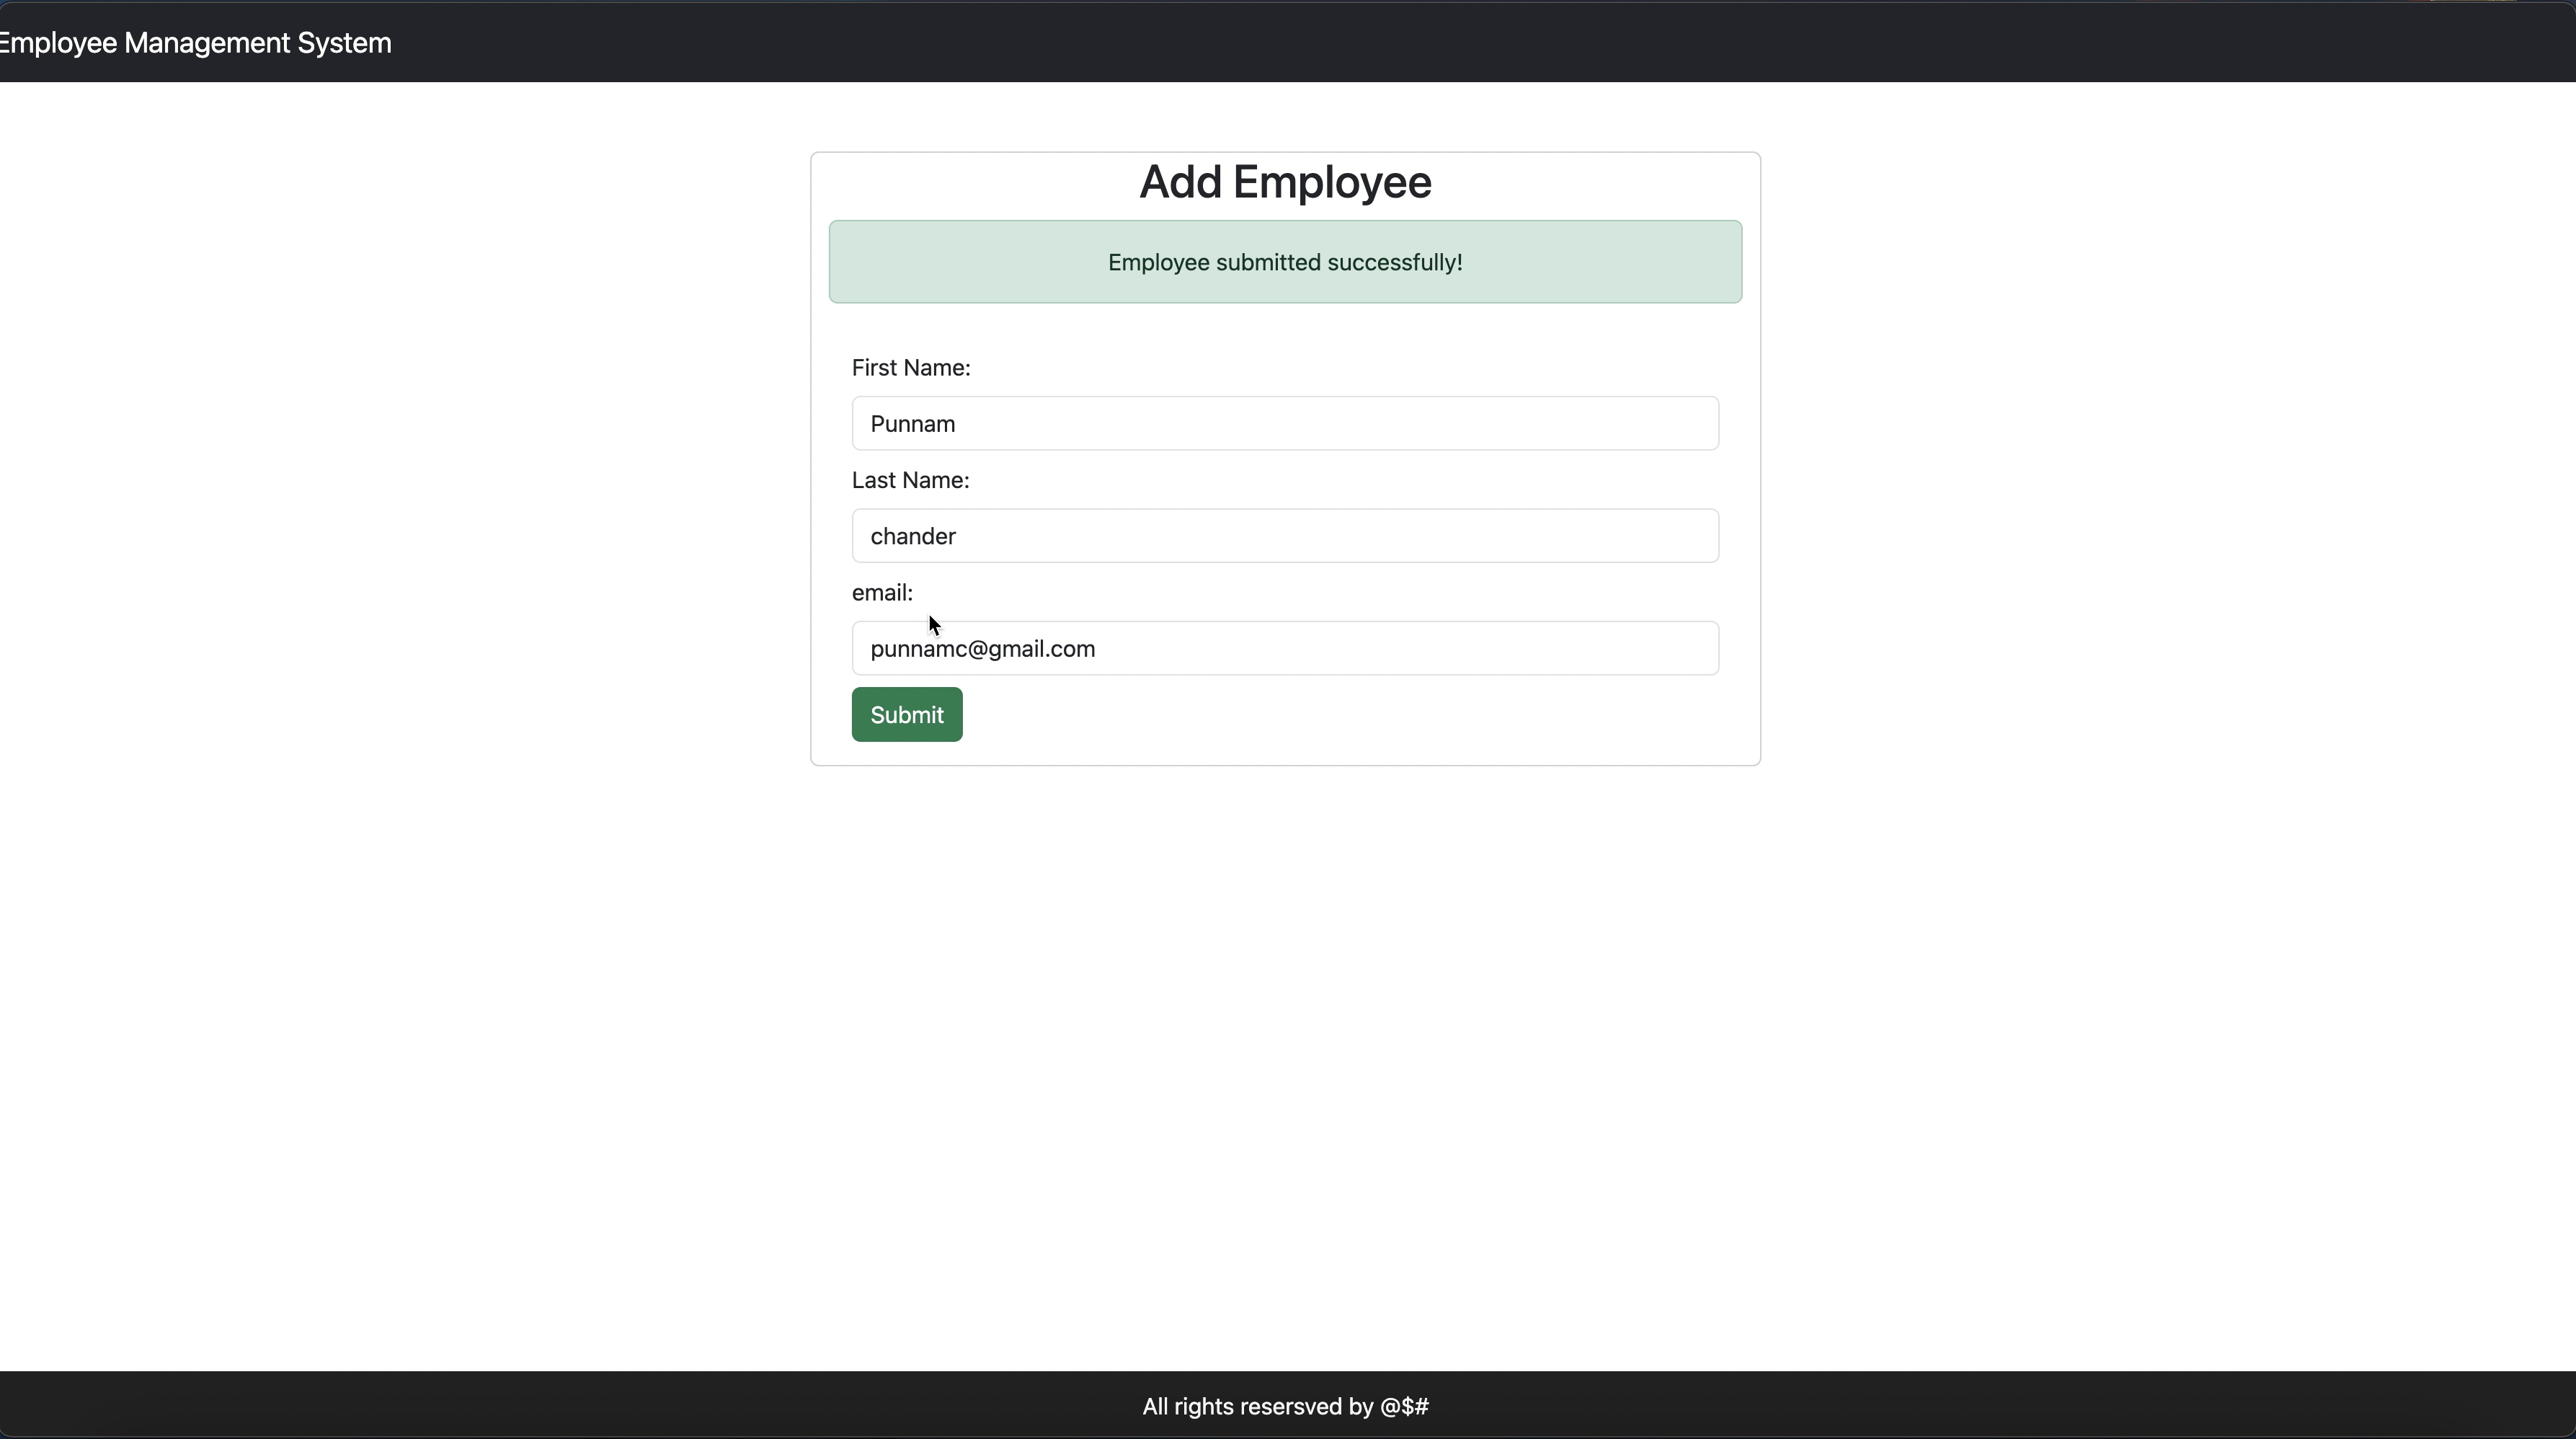 Employee Management System
Add Employee
Employee submitted successfully!
First Name:
Punnam
Last Name:
chander
email:
punnamc@gmail.com
Submit
All rights resersved by @$#